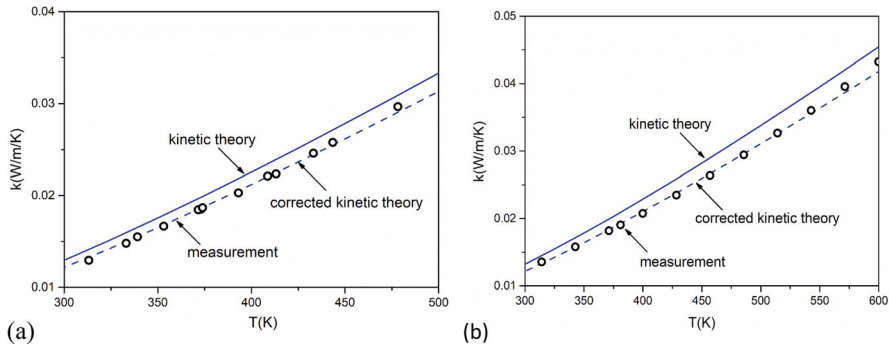 k(W/m/K)
0.04
0.03
0.02
0.01
kinetic theory
corrected kinetic theory
measurement
300
350
400
450
500
T(K)
(a)
k(W/m/K)
0.05
0.04
0.03
0.02
0.01
kinetic theory
corrected kinetic theory
measurement
300
350
400
450
500
550
600
T(K)
(b)